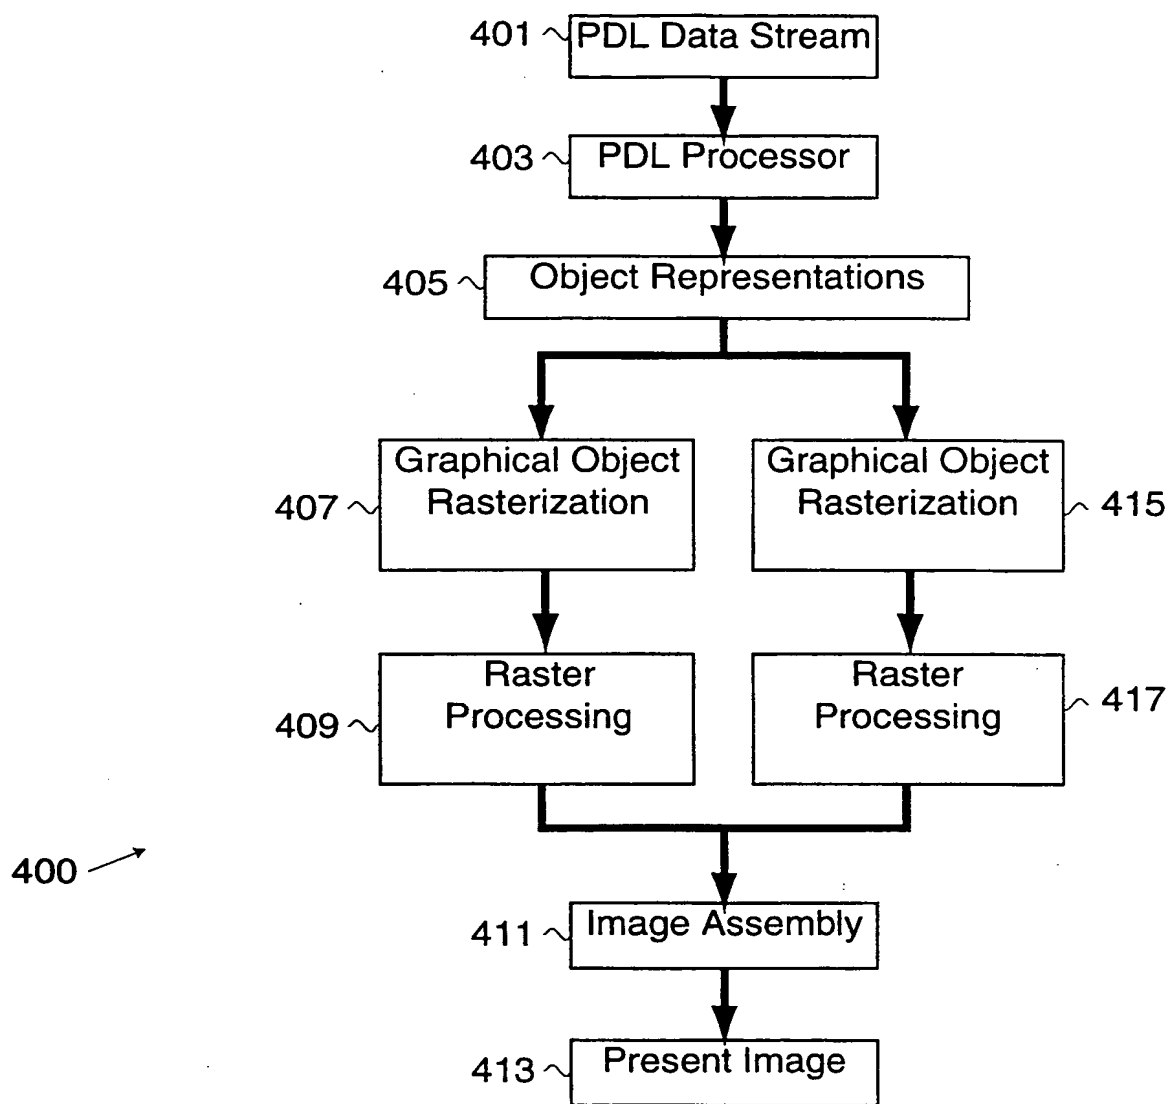 401
PDL Data Stream
403
PDL Processor
405
Object Representations
407
Graphical Object
Rasterization
Graphical Object
Rasterization
415
409
Raster
Processing
Raster
Processing
417
400
411
Image Assembly
413
Present Image